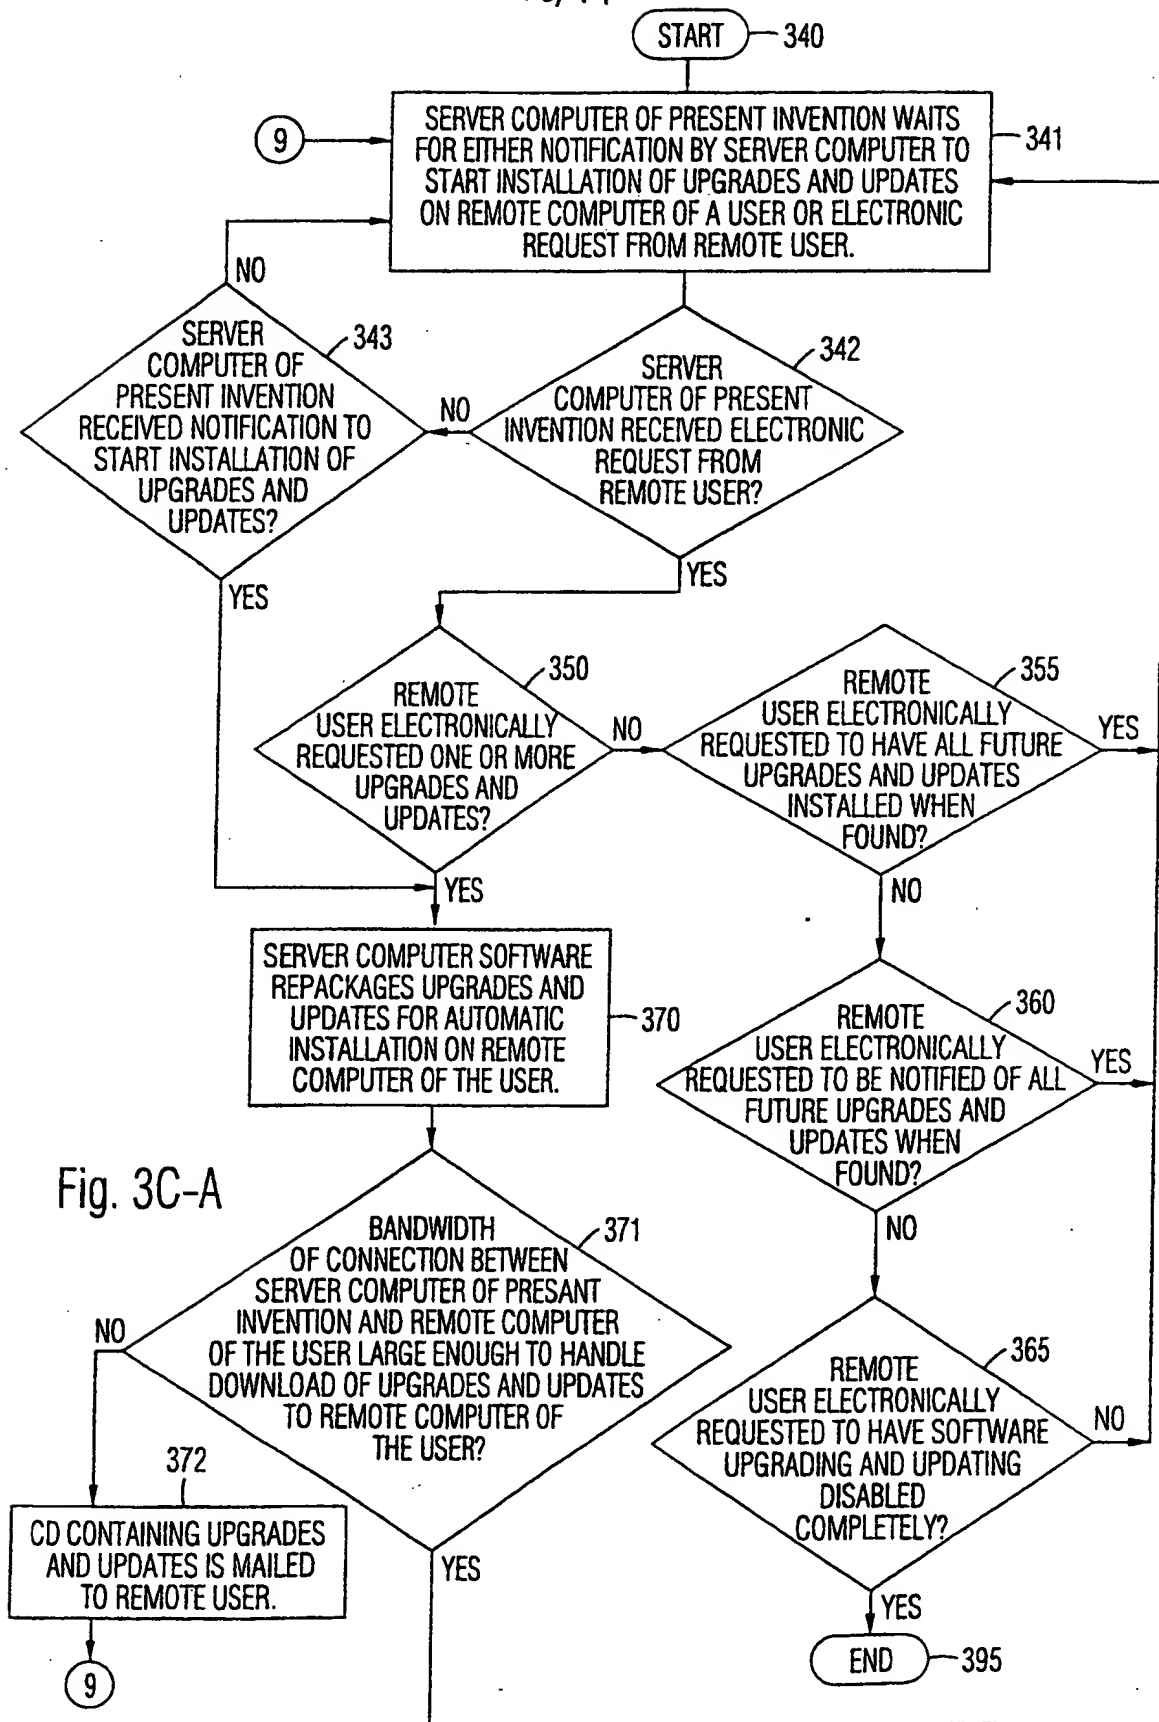 START
340
SERVER COMPUTER OF PRESENT INVENTION WAITS
FOR EITHER NOTIFICATION BY SERVER COMPUTER TO
START INSTALLATION OF UPGRADES AND UPDATES
ON REMOTE COMPUTER OF A USER OR ELECTRONIC
REQUEST FROM REMOTE USER.
341
9
NO
SERVER
COMPUTER OF
PRESENT INVENTION
RECEIVED NOTIFICATION TO
START INSTALLATION OF
UPGRADES AND
UPDATES?
343
YES
NO
SERVER
COMPUTER OF PRESENT
INVENTION RECEIVED ELECTRONIC
REQUEST FROM
REMOTE USER?
342
YES
REMOTE
USER ELECTRONICALLY
REQUESTED ONE OR MORE
UPGRADES AND
UPDATES?
350
NO
YES
REMOTE
USER ELECTRONICALLY
REQUESTED TO HAVE ALL FUTURE
UPGRADES AND UPDATES
INSTALLED WHEN
FOUND?
355
YES
NO
SERVER COMPUTER SOFTWARE
REPACKAGES UPGRADES AND
UPDATES FOR AUTOMATIC
INSTALLATION ON REMOTE
COMPUTER OF THE USER.
370
REMOTE
USER ELECTRONICALLY
REQUESTED TO BE NOTIFIED OF ALL
FUTURE UPGRADES AND
UPDATES WHEN
FOUND?
360
YES
NO
Fig. 3C-A
BANDWIDTH
OF CONNECTION BETWEEN
SERVER COMPUTER OF PRESANT
INVENTION AND REMOTE COMPUTER
OF THE USER LARGE ENOUGH TO HANDLE
DOWNLOAD OF UPGRADES AND UPDATES
TO REMOTE COMPUTER OF
THE USER?
371
NO
YES
REMOTE
USER ELECTRONICALLY
REQUESTED TO HAVE SOFTWARE
UPGRADING AND UPDATING
DISABLED
COMPLETELY?
365
NO
YES
372
CD CONTAINING UPGRADES
AND UPDATES IS MAILED
TO REMOTE USER.
9
END
395